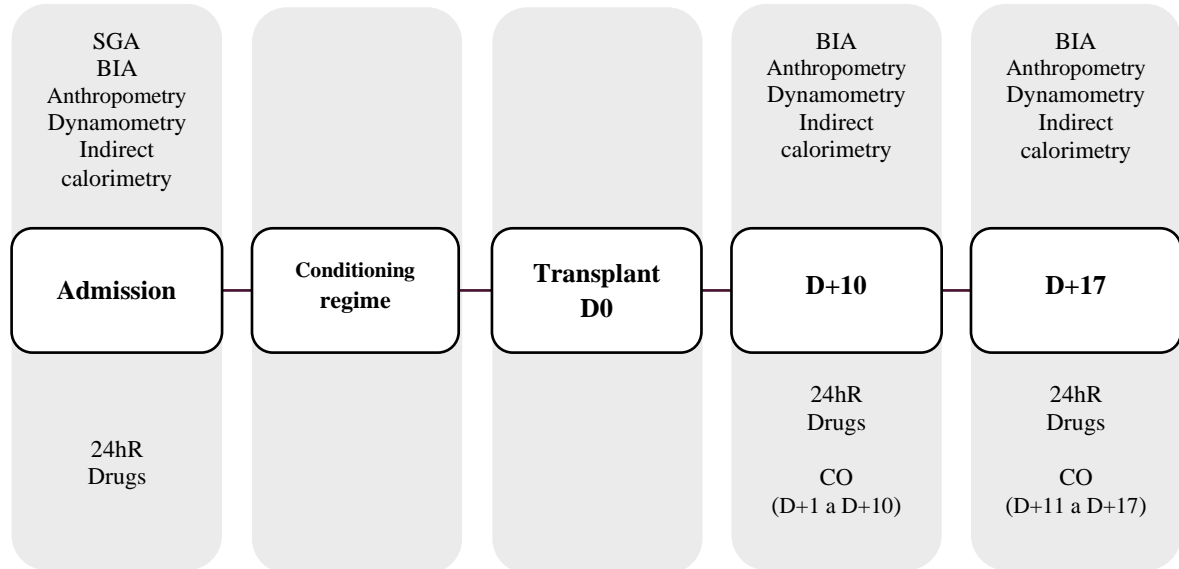 SGA
BIA
Anthropometry
Dynamometry
Indirect
calorimetry
Admission
24hR
Drugs
Conditioning
regime
Transplant
D0
BIA
Anthropometry
Dynamometry
Indirect
calorimetry
D+10
24hR
Drugs
CO
(D+1 a D+10)
BIA
Anthropometry
Dynamometry
Indirect
calorimetry
D+17
24hR
Drugs
CO
(D+11 a D+17)